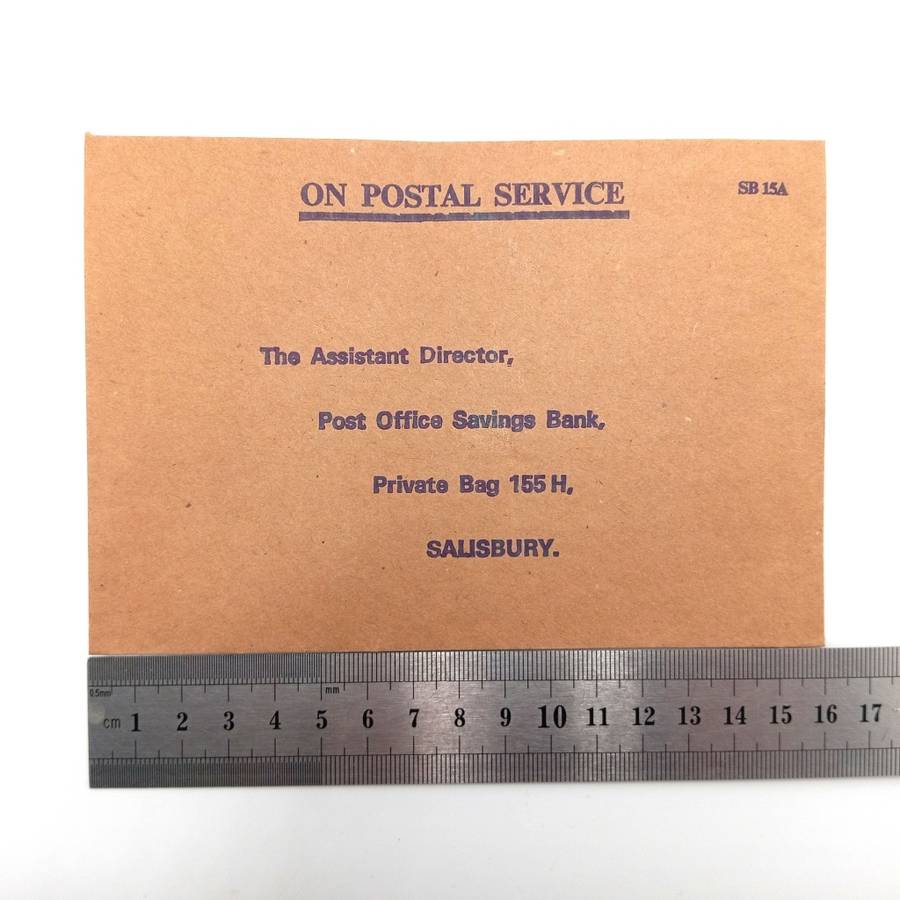 ON POSTAL SERVICE
SB 15A
The Assistant Director,
Post Office Savings Bank,
Private Bag 155 H,
SALISBURY.
0.5mm
mm
cm 1 2 3 4 5 6 7 8 9 10 11 12 13 14 15 16 17